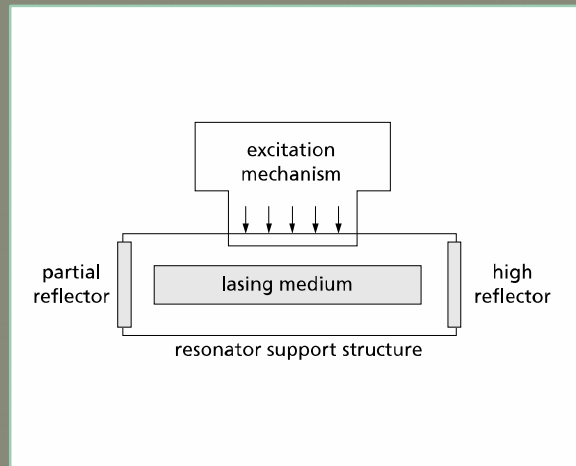 excitation
mechanism
partial
reflector
lasing medium
high
reflector
resonator support structure